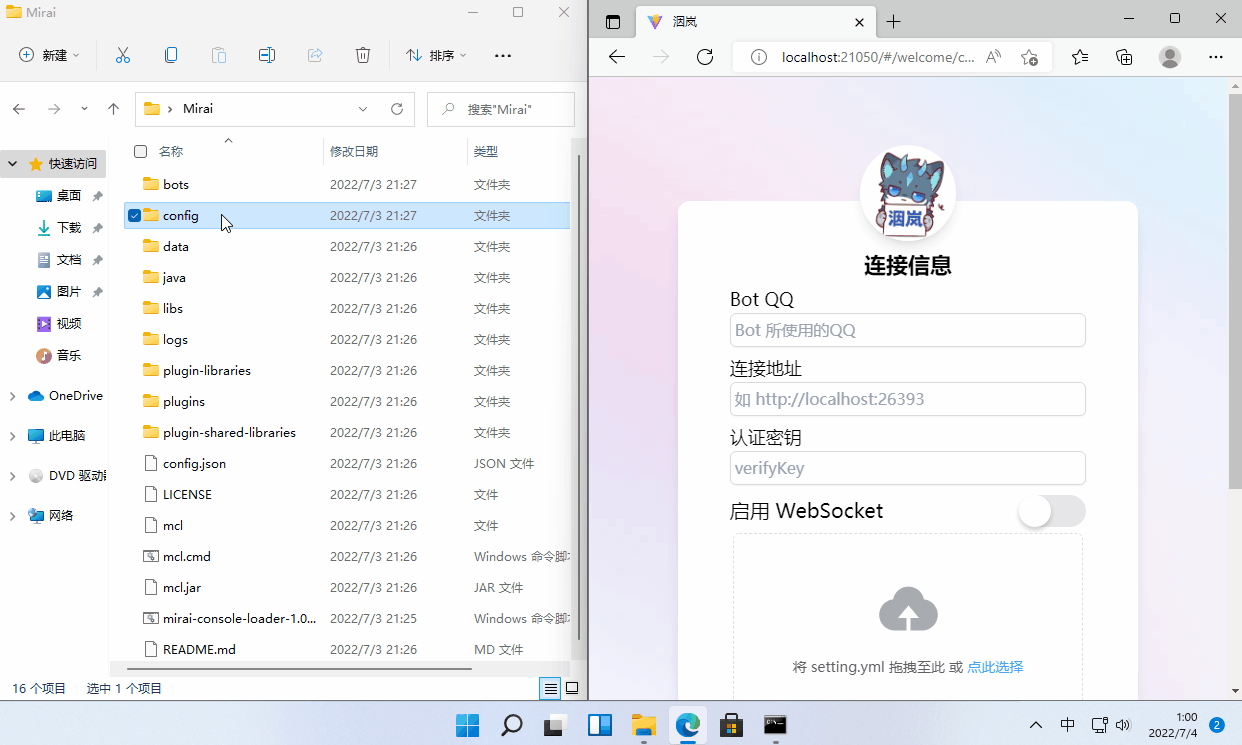 Mirai
新建
排序
Mirai
搜索"Mirai"
快速访问
桌面
下载
文档
图片
视频
音乐
OneDrive
此电脑
DVD 驱动器
网络
名称 修改日期 类型
bots 2022/7/3 21:27 文件夹
config 2022/7/3 21:27 文件夹
data 2022/7/3 21:26 文件夹
java 2022/7/3 21:26 文件夹
libs 2022/7/3 21:26 文件夹
logs 2022/7/3 21:26 文件夹
plugin-libraries 2022/7/3 21:26 文件夹
plugins 2022/7/3 21:26 文件夹
plugin-shared-libraries 2022/7/3 21:26 文件夹
config.json 2022/7/3 21:26 JSON 文件
LICENSE 2022/7/3 21:26 文件
mcl 2022/7/3 21:26 文件
mcl.cmd 2022/7/3 21:26 Windows 命令脚本
mcl.jar 2022/7/3 21:26 JAR 文件
mirai-console-loader-1.0... 2022/7/3 21:25 Windows 命令脚本
README.md 2022/7/3 21:26 MD 文件
16 个项目 选中 1 个项目
洇岚
localhost:21050/#/welcome/c...
洇岚
连接信息
Bot QQ
Bot 所使用的QQ
连接地址
如 http://localhost:26393
认证密钥
verifyKey
启用 WebSocket
将 setting.yml 拖拽至此 或 点此选择
中
1:00
2022/7/4
2